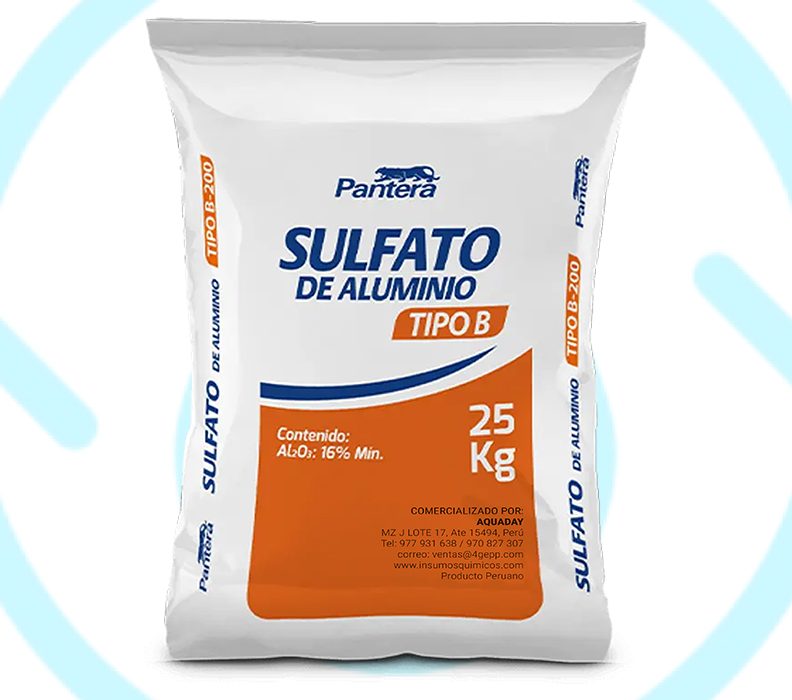 Pantera
SULFATO
DE ALUMINIO
TIPO B
Contenido:
Al₂O₃: 16% Mín.
25
Kg
COMERCIALIZADO POR:
AQUADAY
MZ J LOTE 17, Ate 15494, Perú
Tel: 977 931 638 / 970 827 307
correo: ventas@4gepp.com
www.insumosquimicos.com
Producto Peruano
Pantera SULFATO DE ALUMINIO TIPO B-200
SULFATO DE ALUMINIO TIPO B-200 Pantera